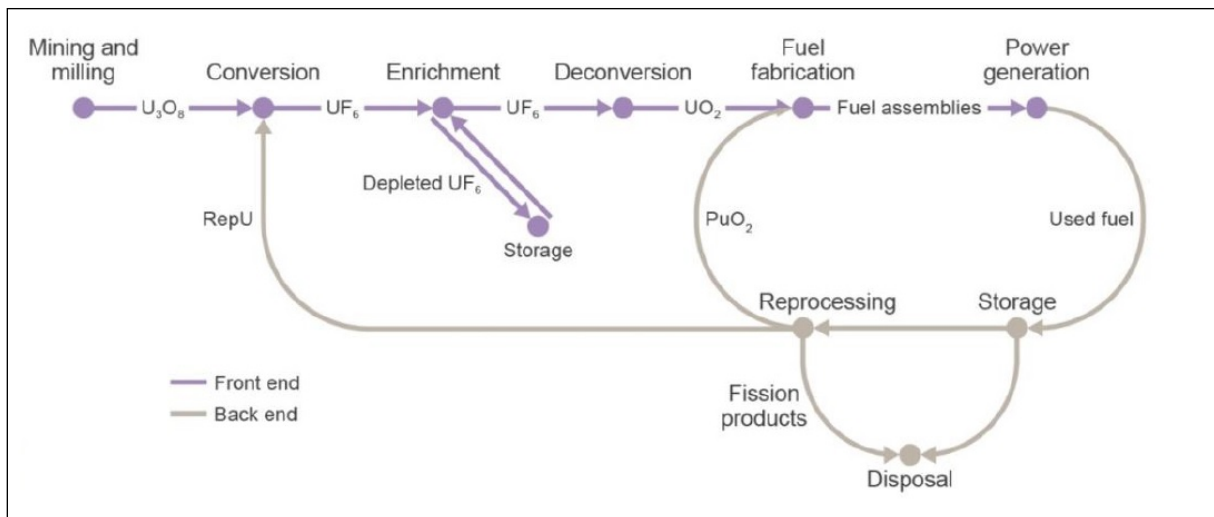 Mining and
milling
Conversion
Enrichment
Deconversion
Fuel
fabrication
Power
generation
U₃O₈
UF₆
UF₆
UO₂
Fuel assemblies
Depleted UF₆
Storage
RepU
PuO₂
Used fuel
Reprocessing
Storage
Front end
Back end
Fission
products
Disposal